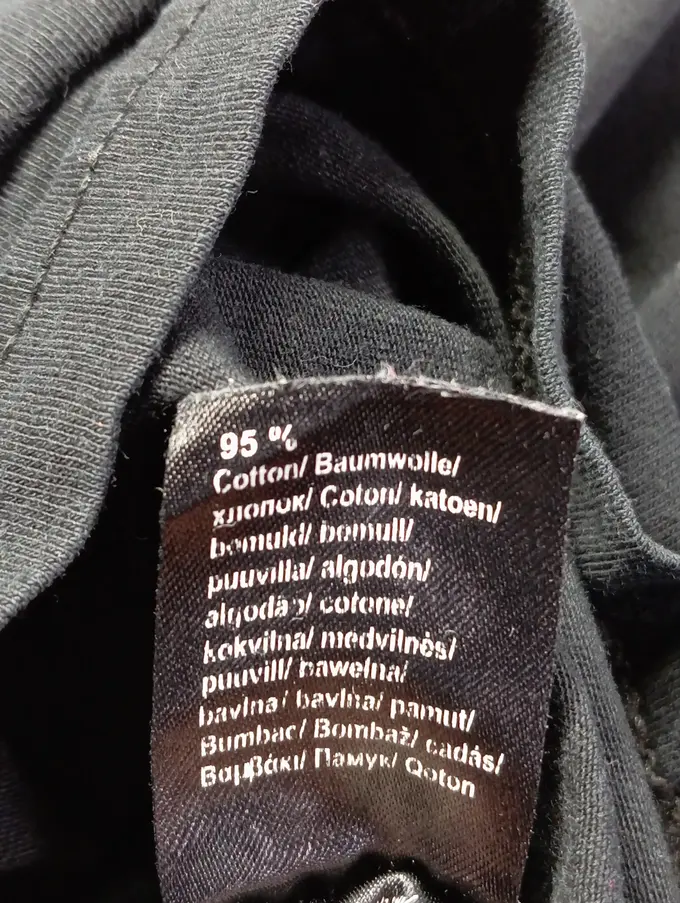 95 %
Cotton/ Baumwolle/
хлопок/ Coton/ katoen/
bomuld/ bomull/
puuvilla/ algodón/
algodão/ cotone/
kokvilna/ medvilnės/
puuvill/ bawełna/
bavlna/ bavlna/ pamut/
Bumbac/ Bombaž/ cadás/
Βαμβάκι/ Памук/ Qoton